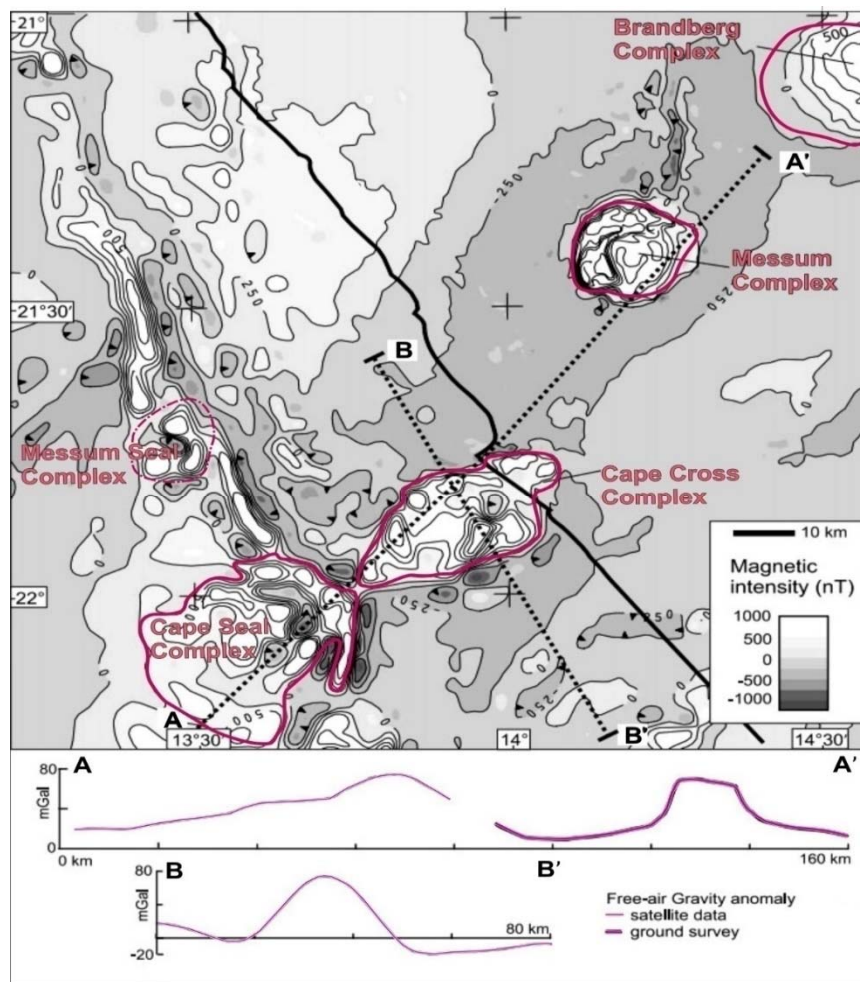 21°
Brandberg
Complex
500
A'
-250
Messum
Complex
-250
250
50
21°30'
B
250
Messum Seal
Complex
Cape Cross
Complex
10 km
Magnetic
intensity (nT)
1000
500
0
-500
-1000
22°
-250
250
Cape Seal
Complex
A
500
-250
B'
13°30
14°
14°30'
A
A'
80
mGal
0
0 km
160 km
B
B'
80
mGal
-20
80 km
Free-air Gravity anomaly
satellite data
ground survey